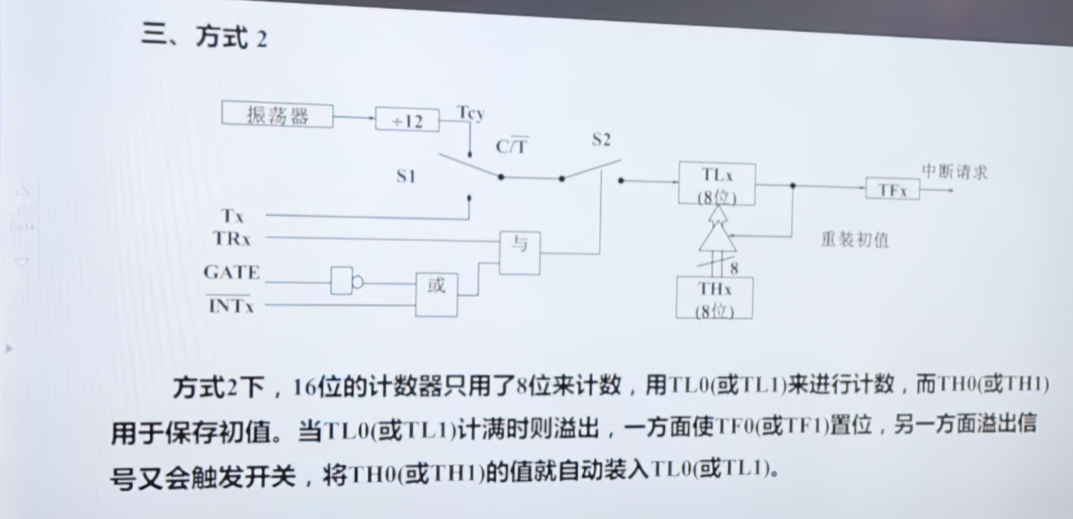 三、方式 2
振荡器
÷12
Tcy
C/T̅
S2
S1
TLx
(8位)
TFx
中断请求
Tx
TRx
与
重装初值
GATE
或
8
I̅N̅T̅x̅
THx
(8位)
方式2下，16位的计数器只用了8位来计数，用TL0(或TL1)来进行计数，而TH0(或TH1)
用于保存初值。当TL0(或TL1)计满时则溢出，一方面使TF0(或TF1)置位，另一方面溢出信
号又会触发开关，将TH0(或TH1)的值就自动装入TL0(或TL1)。